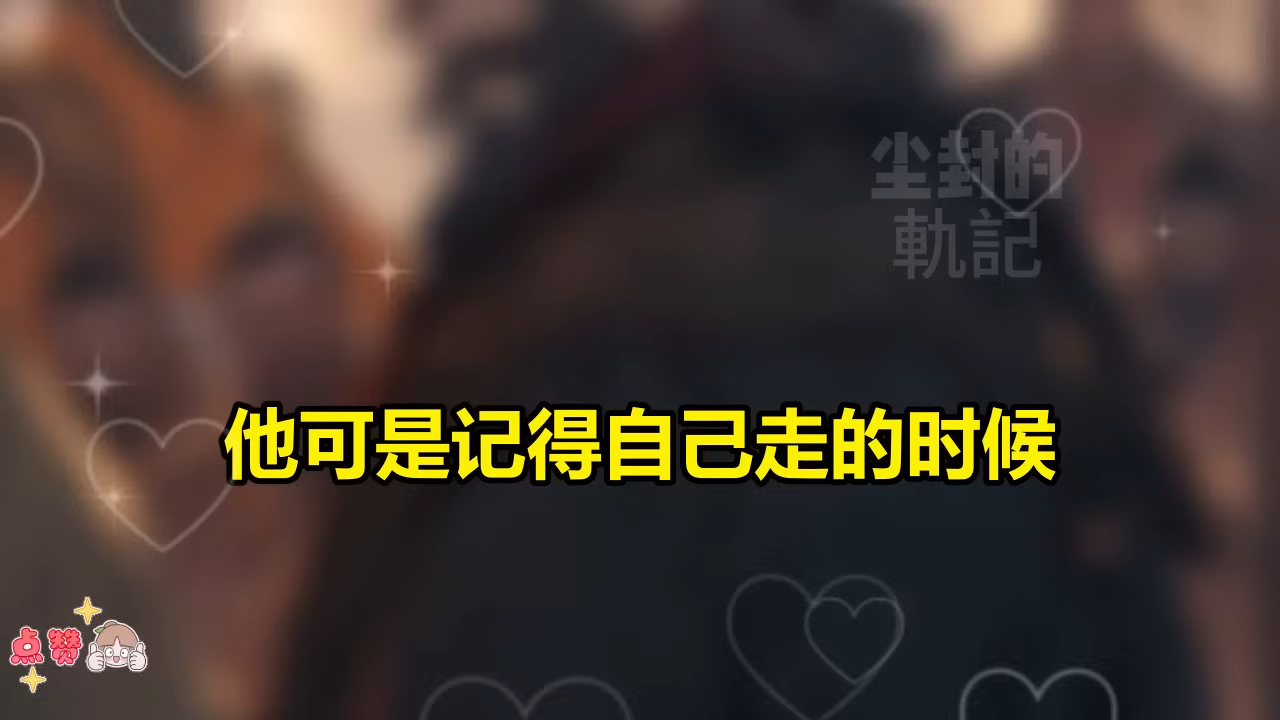 尘封的
軌記
他可是记得自己走的时候
点赞